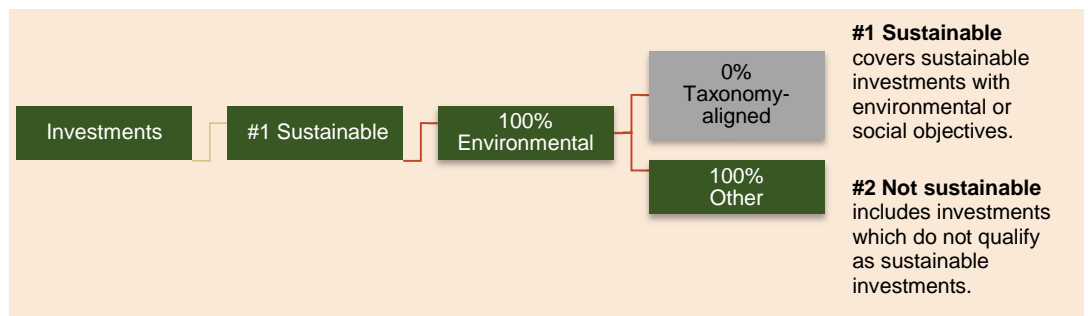 Investments
#1 Sustainable
100%
Environmental
0%
Taxonomy-
aligned
100%
Other
#1 Sustainable
covers sustainable
investments with
environmental or
social objectives.
#2 Not sustainable
includes investments
which do not qualify
as sustainable
investments.